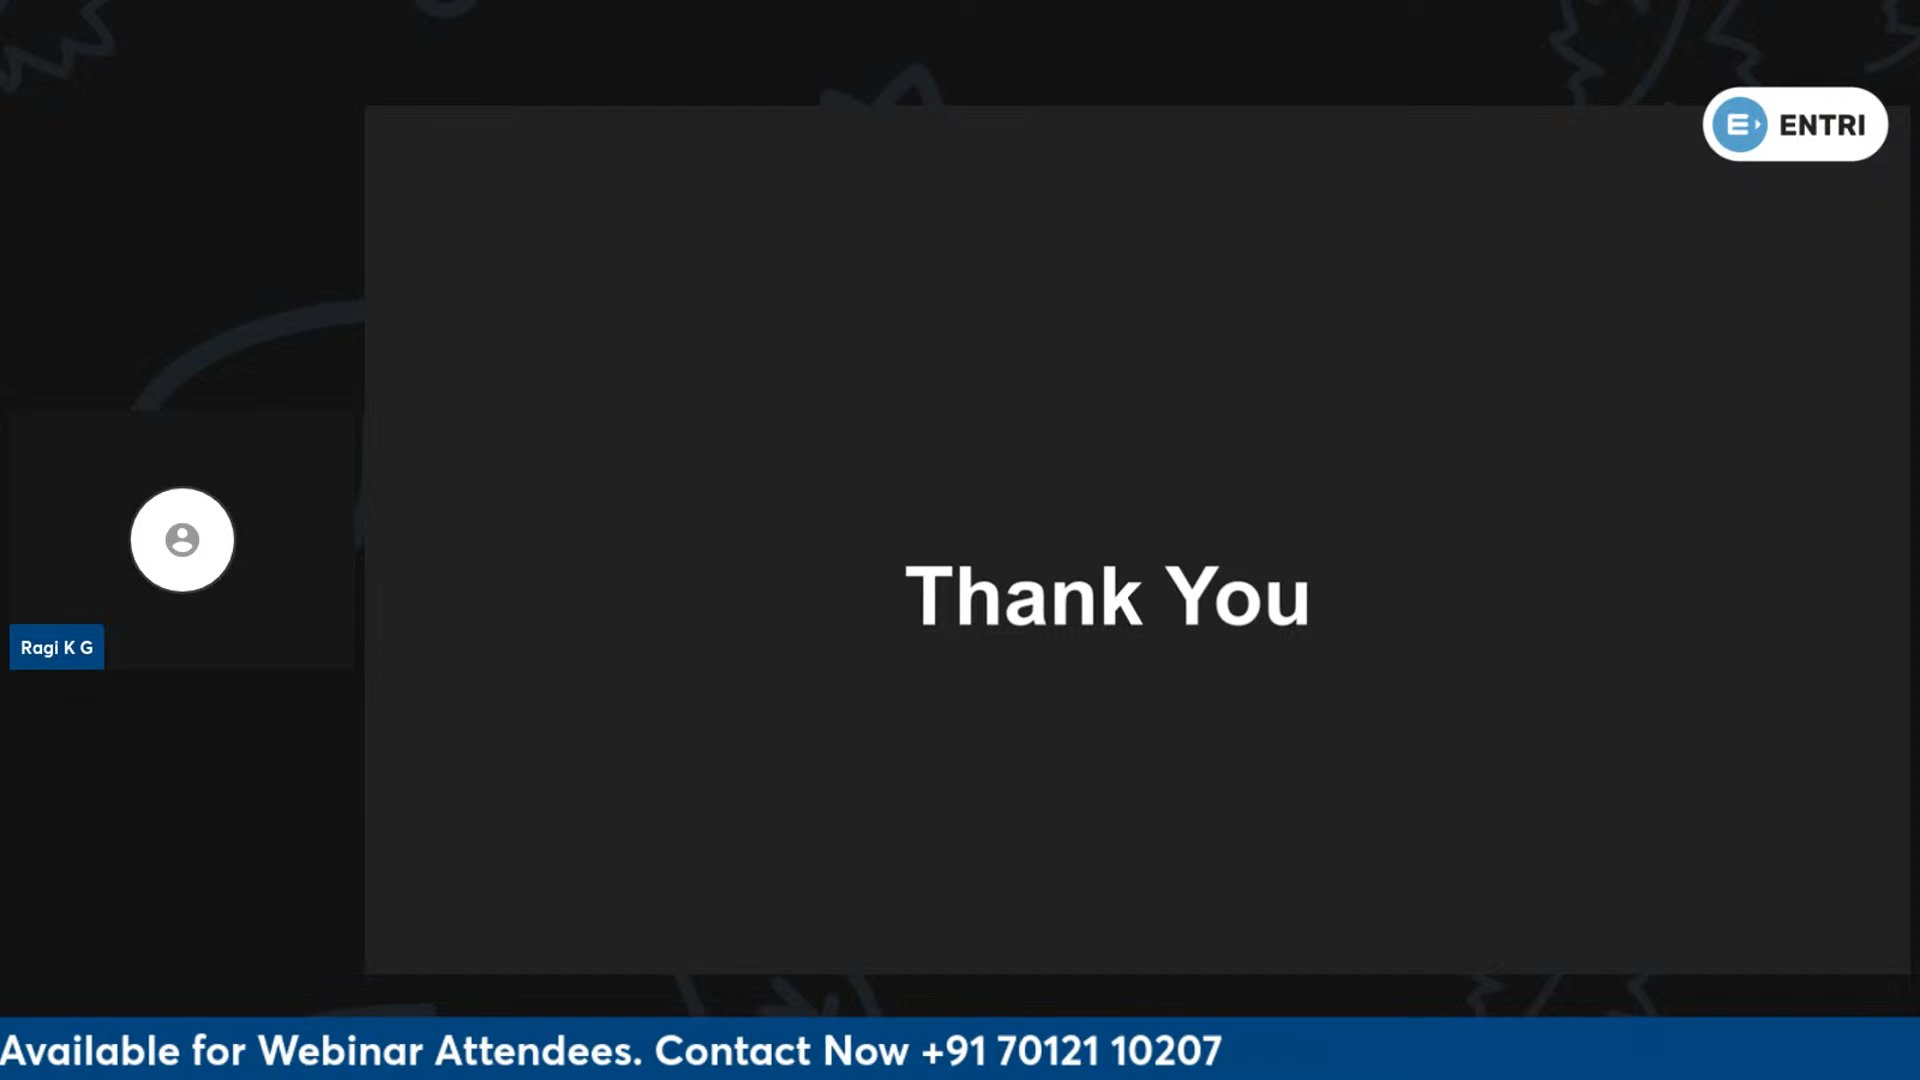 ENTRI
Thank You
Ragi K G
Available for Webinar Attendees. Contact Now +91 70121 10207